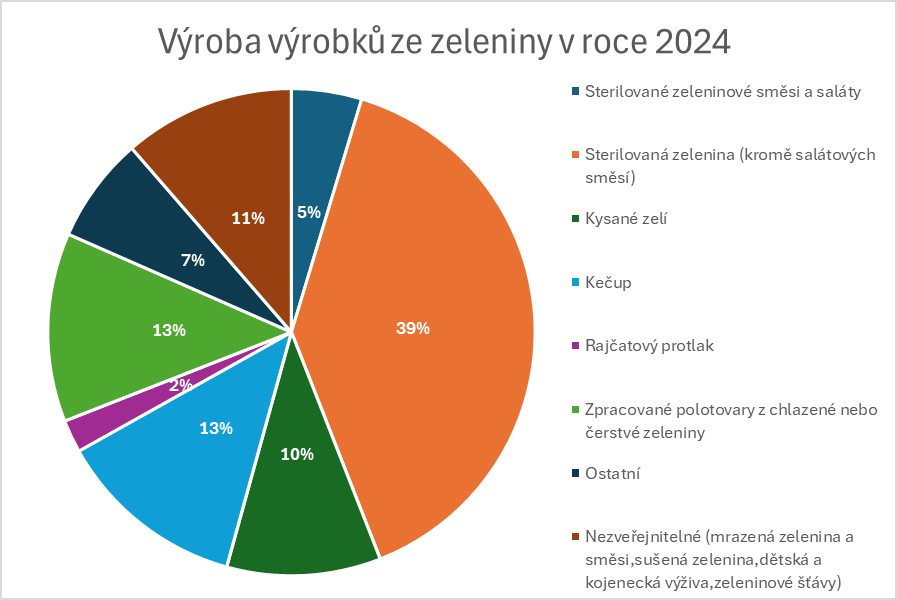 Výroba výrobků ze zeleniny v roce 2024
Sterilované zeleninové směsi a saláty
Sterilovaná zelenina (kromě salátových
směsí)
Kysané zelí
Kečup
Rajčatový protlak
Zpracované polotovary z chlazené nebo
čerstvé zeleniny
Ostatní
Nezveřejnitelné (mrazená zelenina a
směsi,sušená zelenina,dětská a
kojenecká výživa,zeleninové šťávy)
5%
39%
10%
13%
2%
13%
7%
11%